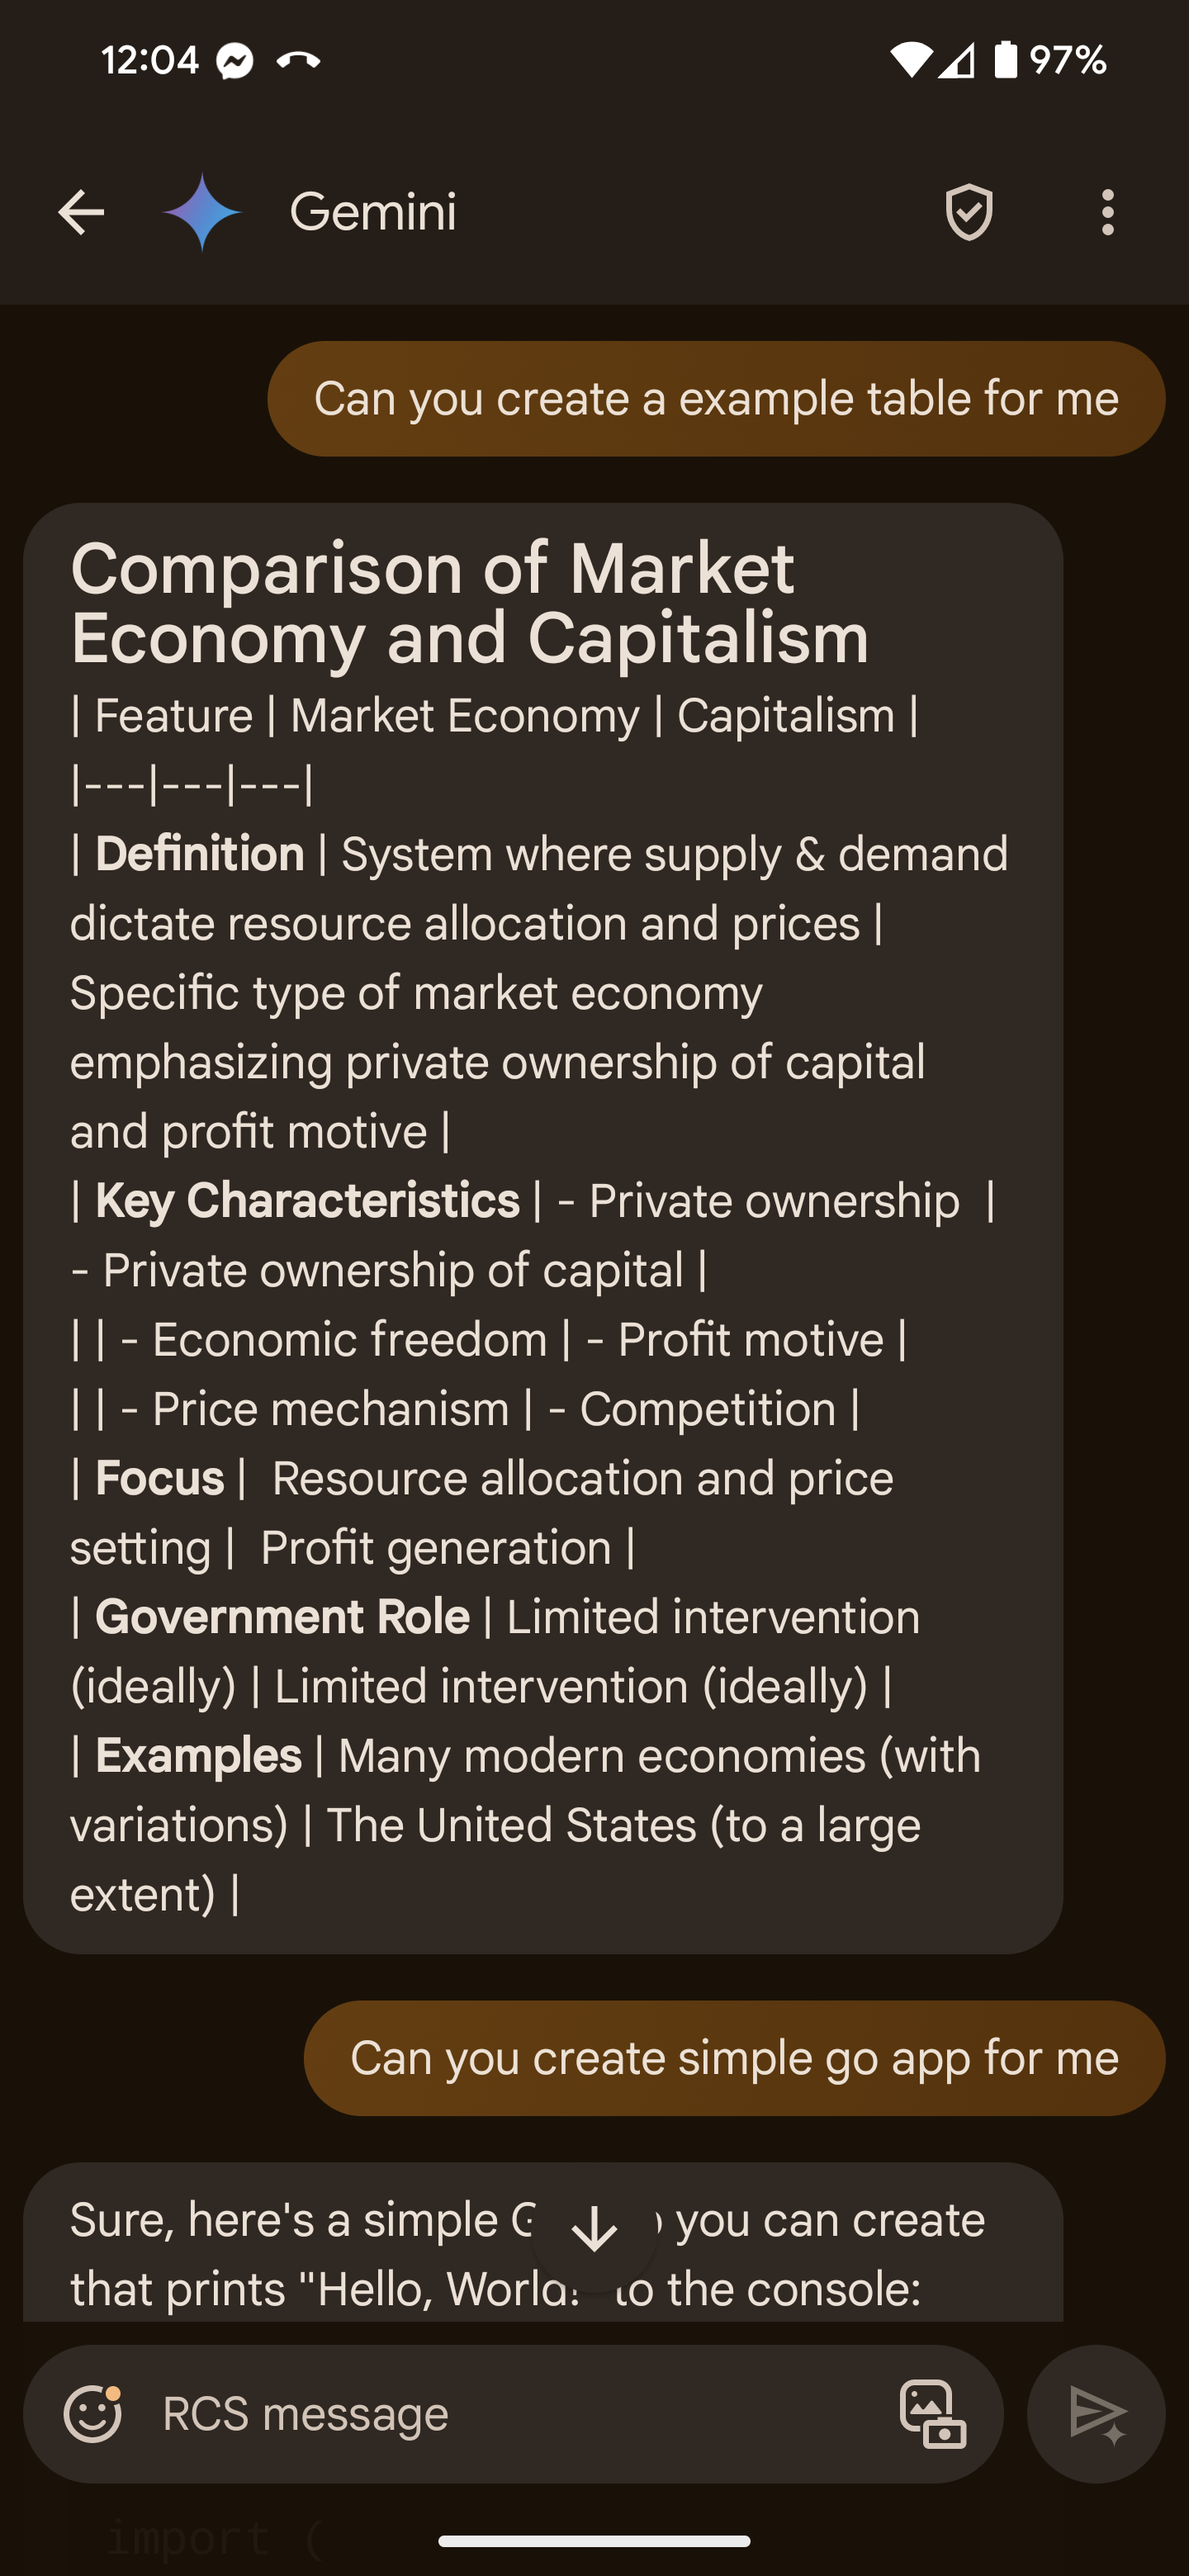 12:04
97%
Gemini
Can you create a example table for me
Comparison of Market
Economy and Capitalism
| Feature | Market Economy | Capitalism |
|---|---|---|
| Definition | System where supply & demand
dictate resource allocation and prices |
Specific type of market economy
emphasizing private ownership of capital
and profit motive |
| Key Characteristics | - Private ownership  |
- Private ownership of capital |
| | - Economic freedom | - Profit motive |
| | - Price mechanism | - Competition |
| Focus |  Resource allocation and price
setting |  Profit generation |
| Government Role | Limited intervention
(ideally) | Limited intervention (ideally) |
| Examples | Many modern economies (with
variations) | The United States (to a large
extent) |
Can you create simple go app for me
Sure, here's a simple you can create
that prints "Hello, World! to the console:
RCS message
import (